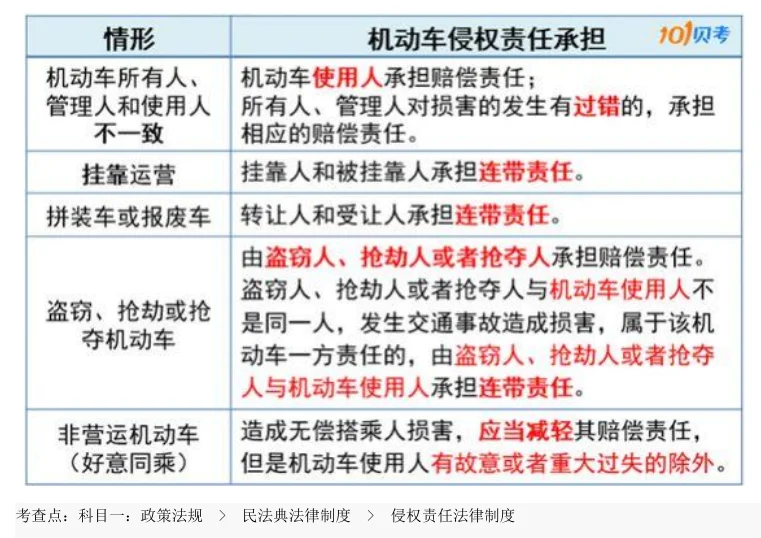 情形
机动车侵权责任承担
101贝考
机动车所有人、
管理人和使用人
不一致
机动车使用人承担赔偿责任；
所有人、管理人对损害的发生有过错的，承担
相应的赔偿责任。
挂靠运营
挂靠人和被挂靠人承担连带责任。
拼装车或报废车
转让人和受让人承担连带责任。
盗窃、抢劫或抢
夺机动车
由盗窃人、抢劫人或者抢夺人承担赔偿责任。
盗窃人、抢劫人或者抢夺人与机动车使用人不
是同一人，发生交通事故造成损害，属于该机
动车一方责任的，由盗窃人、抢劫人或者抢夺
人与机动车使用人承担连带责任。
非营运机动车
（好意同乘）
造成无偿搭乘人损害，应当减轻其赔偿责任，
但是机动车使用人有故意或者重大过失的除外。
考查点：科目一：政策法规 > 民法典法律制度 > 侵权责任法律制度